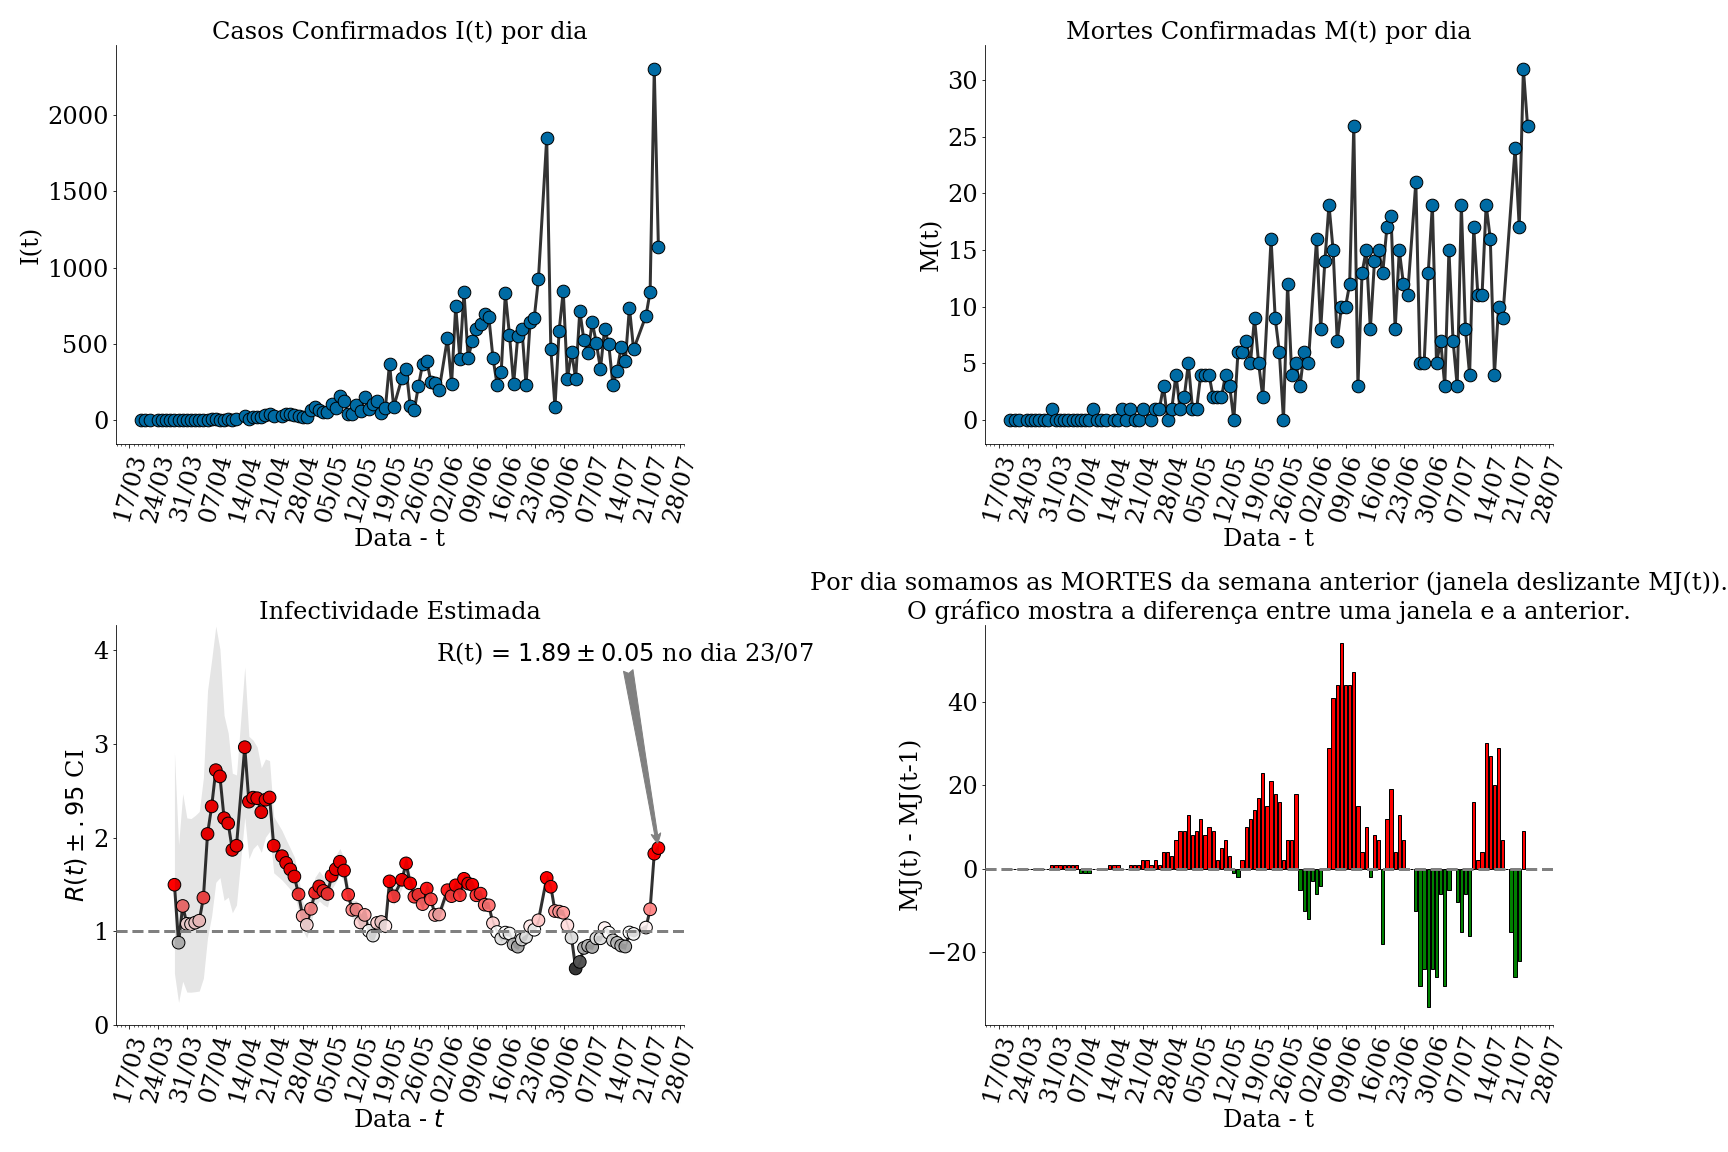 Casos Confirmados I(t) por dia
I(t)
2000
1500
1000
500
0
17/03 24/03 31/03 07/04 14/04 21/04 28/04 05/05 12/05 19/05 26/05 02/06 09/06 16/06 23/06 30/06 07/07 14/07 21/07 28/07
Data - t
Mortes Confirmadas M(t) por dia
M(t)
30
25
20
15
10
5
0
17/03 24/03 31/03 07/04 14/04 21/04 28/04 05/05 12/05 19/05 26/05 02/06 09/06 16/06 23/06 30/06 07/07 14/07 21/07 28/07
Data - t
Infectividade Estimada
R(t) = 1.89 ± 0.05 no dia 23/07
R(t) ± .95 CI
4
3
2
1
0
17/03 24/03 31/03 07/04 14/04 21/04 28/04 05/05 12/05 19/05 26/05 02/06 09/06 16/06 23/06 30/06 07/07 14/07 21/07 28/07
Data - t
Por dia somamos as MORTES da semana anterior (janela deslizante MJ(t)).
O gráfico mostra a diferença entre uma janela e a anterior.
MJ(t) - MJ(t-1)
40
20
0
−20
17/03 24/03 31/03 07/04 14/04 21/04 28/04 05/05 12/05 19/05 26/05 02/06 09/06 16/06 23/06 30/06 07/07 14/07 21/07 28/07
Data - t